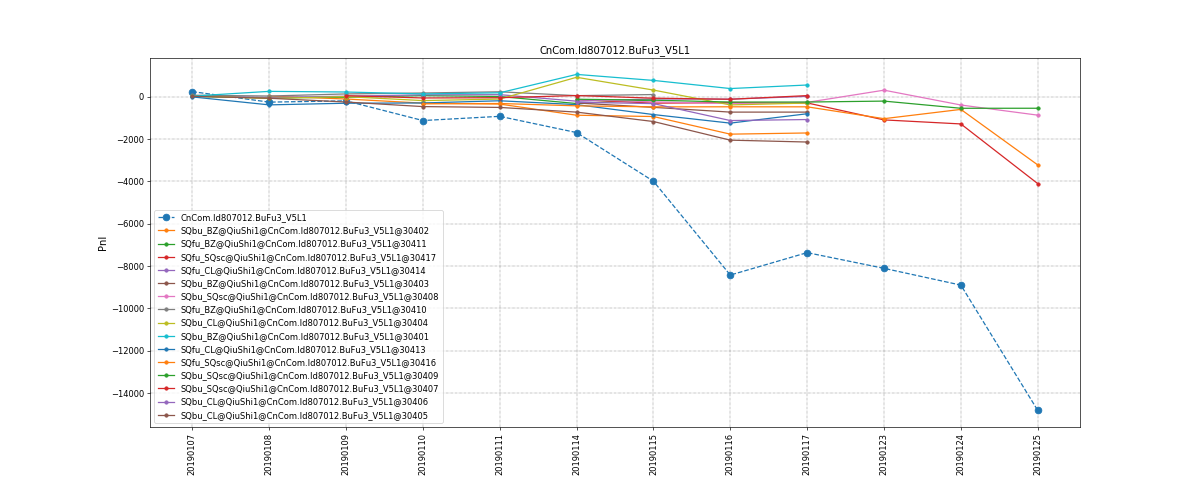 CnCom.Id807012.BuFu3_V5L1
Pnl
0
−2000
−4000
−6000
−8000
−10000
−12000
−14000
CnCom.Id807012.BuFu3_V5L1
SQbu_BZ@QiuShi1@CnCom.Id807012.BuFu3_V5L1@30402
SQfu_BZ@QiuShi1@CnCom.Id807012.BuFu3_V5L1@30411
SQfu_SQsc@QiuShi1@CnCom.Id807012.BuFu3_V5L1@30417
SQfu_CL@QiuShi1@CnCom.Id807012.BuFu3_V5L1@30414
SQbu_BZ@QiuShi1@CnCom.Id807012.BuFu3_V5L1@30403
SQbu_SQsc@QiuShi1@CnCom.Id807012.BuFu3_V5L1@30408
SQfu_BZ@QiuShi1@CnCom.Id807012.BuFu3_V5L1@30410
SQbu_CL@QiuShi1@CnCom.Id807012.BuFu3_V5L1@30404
SQbu_BZ@QiuShi1@CnCom.Id807012.BuFu3_V5L1@30401
SQfu_CL@QiuShi1@CnCom.Id807012.BuFu3_V5L1@30413
SQfu_SQsc@QiuShi1@CnCom.Id807012.BuFu3_V5L1@30416
SQbu_SQsc@QiuShi1@CnCom.Id807012.BuFu3_V5L1@30409
SQbu_SQsc@QiuShi1@CnCom.Id807012.BuFu3_V5L1@30407
SQbu_CL@QiuShi1@CnCom.Id807012.BuFu3_V5L1@30406
SQbu_CL@QiuShi1@CnCom.Id807012.BuFu3_V5L1@30405
20190107
20190108
20190109
20190110
20190111
20190114
20190115
20190116
20190117
20190123
20190124
20190125